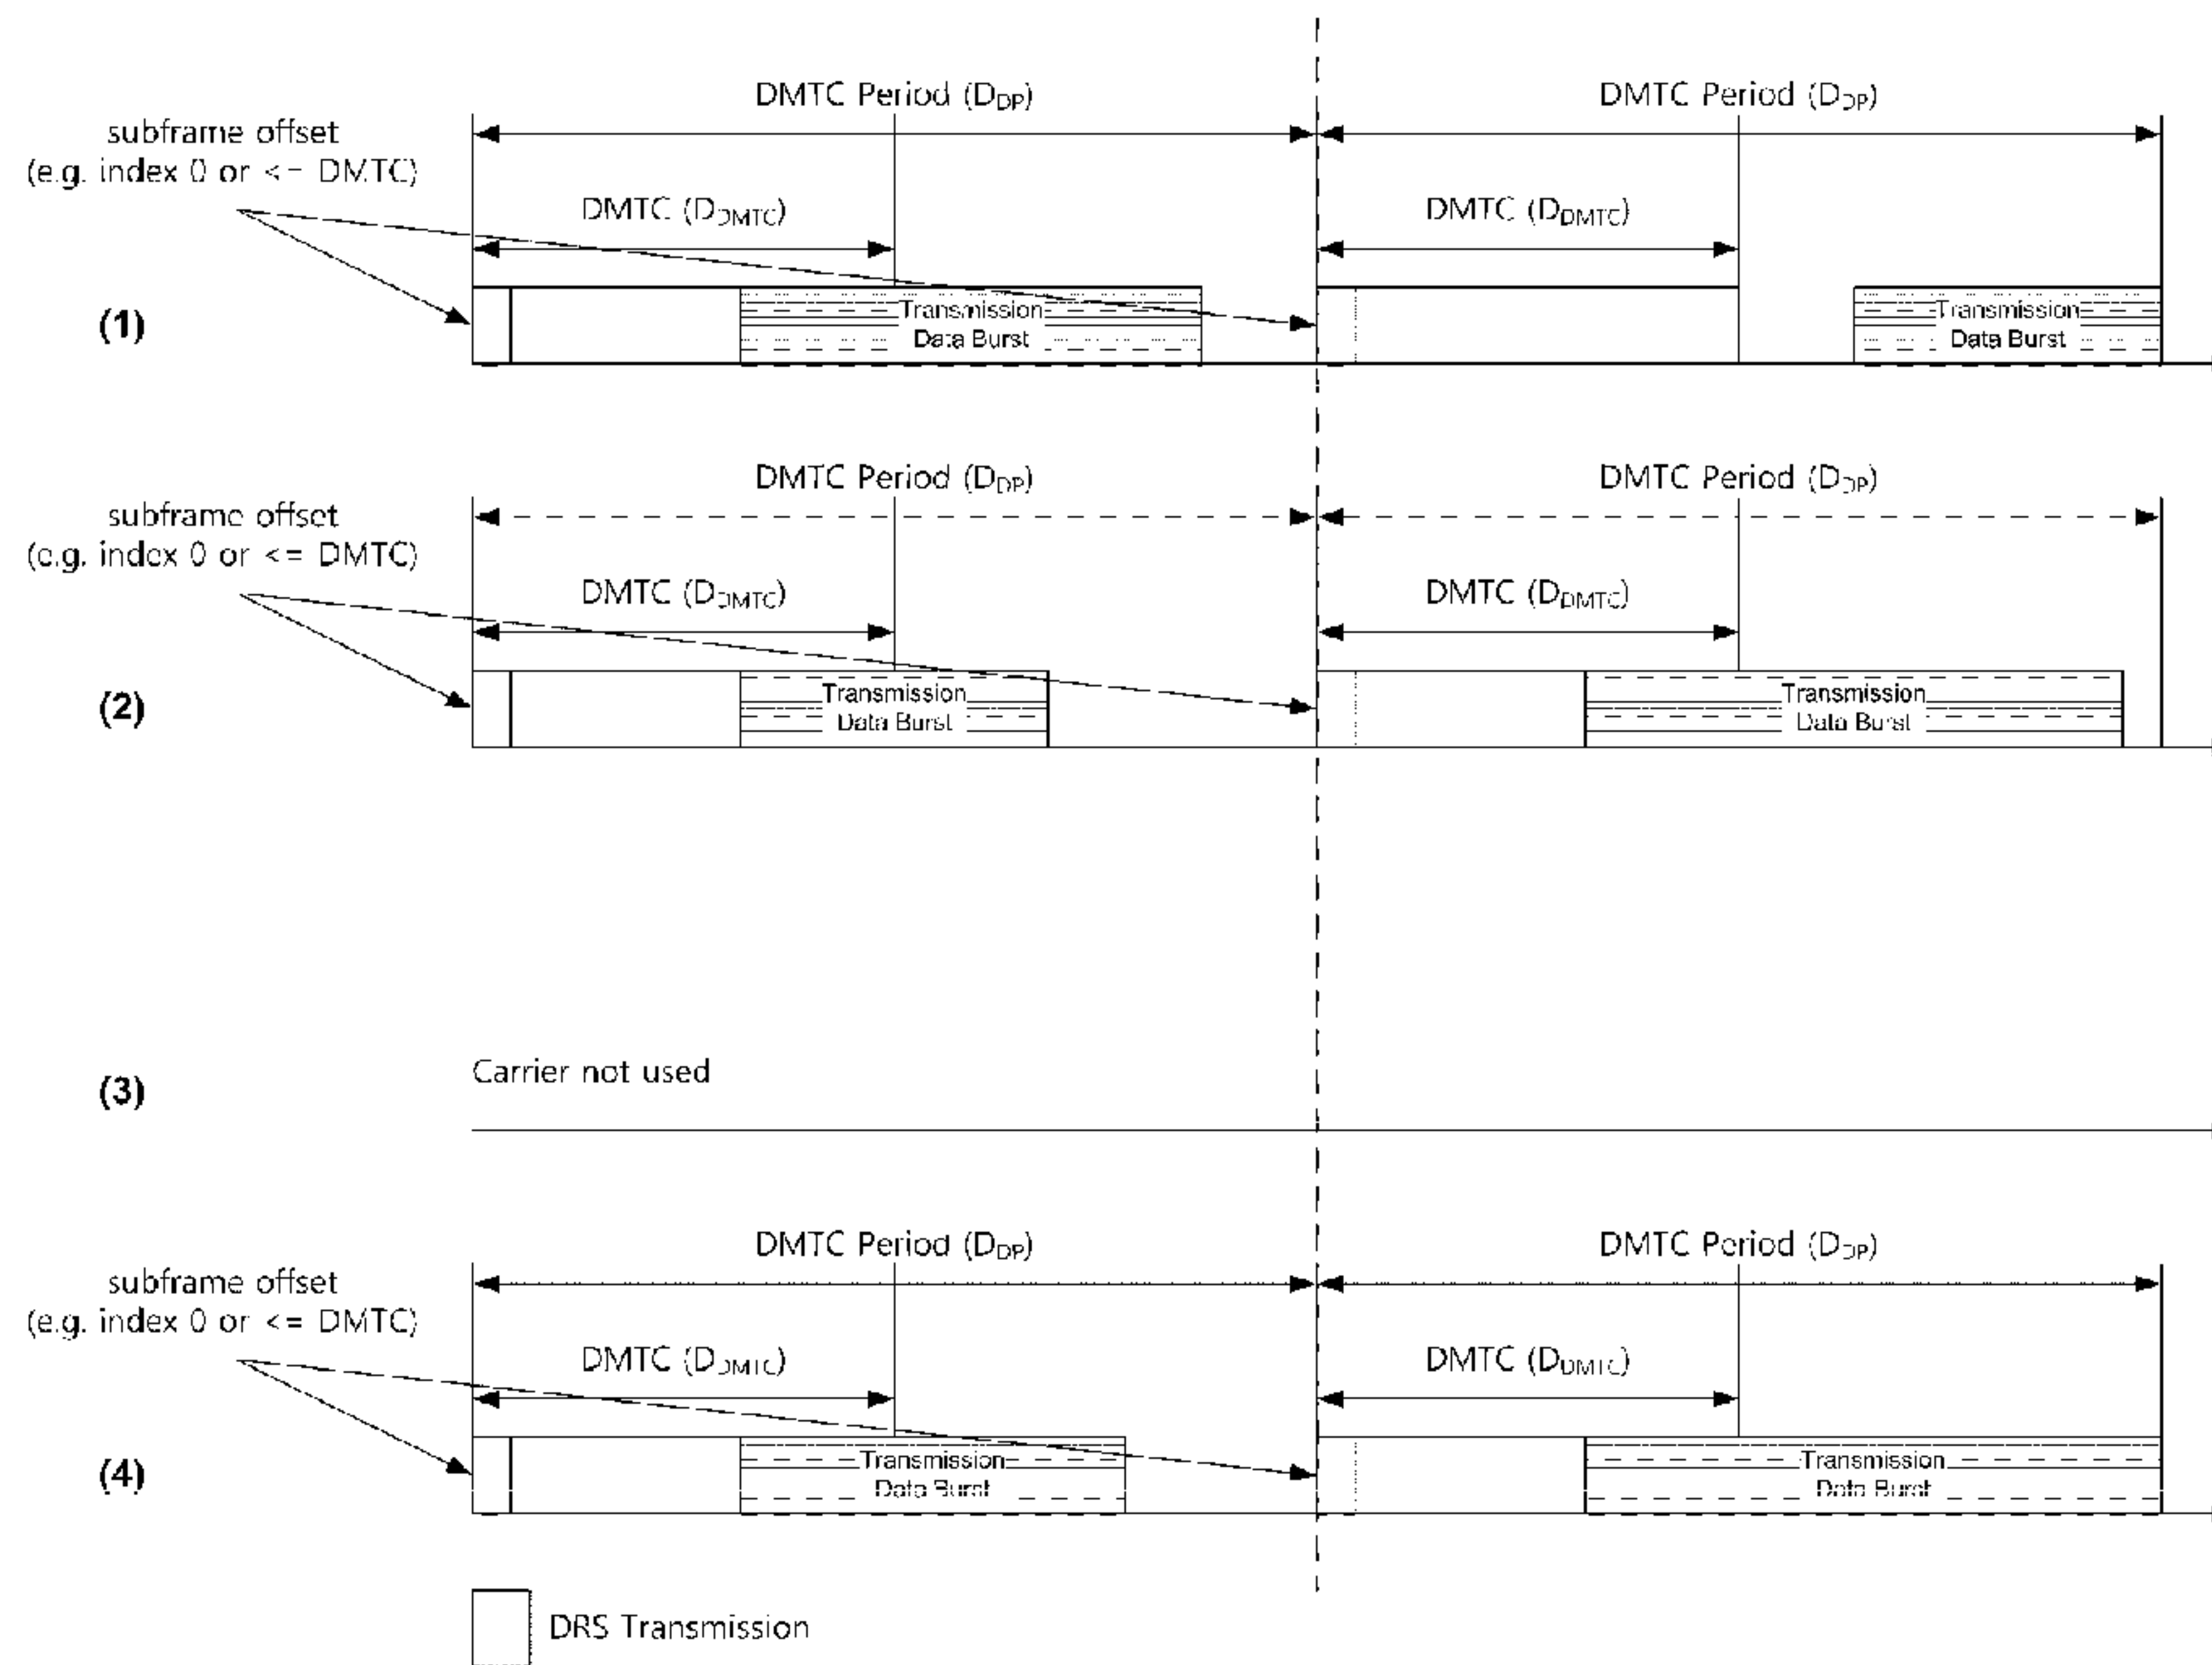 DMTC Period (DDP) DMTC Period (DDP)
subframe offset
(e.g. index 0 or <= DMTC)
DMTC (DDMTC) DMTC (DDMTC)
(1)
Transmission
Data Burst
Transmission
Data Burst
DMTC Period (DDP) DMTC Period (DDP)
subframe offset
(e.g. index 0 or <= DMTC)
DMTC (DDMTC) DMTC (DDMTC)
(2)
Transmission
Data Burst
Transmission
Data Burst
Carrier not used
(3)
DMTC Period (DDP) DMTC Period (DDP)
subframe offset
(e.g. index 0 or <= DMTC)
DMTC (DDMTC) DMTC (DDMTC)
(4)
Transmission
Data Burst
Transmission
Data Burst
DRS Transmission